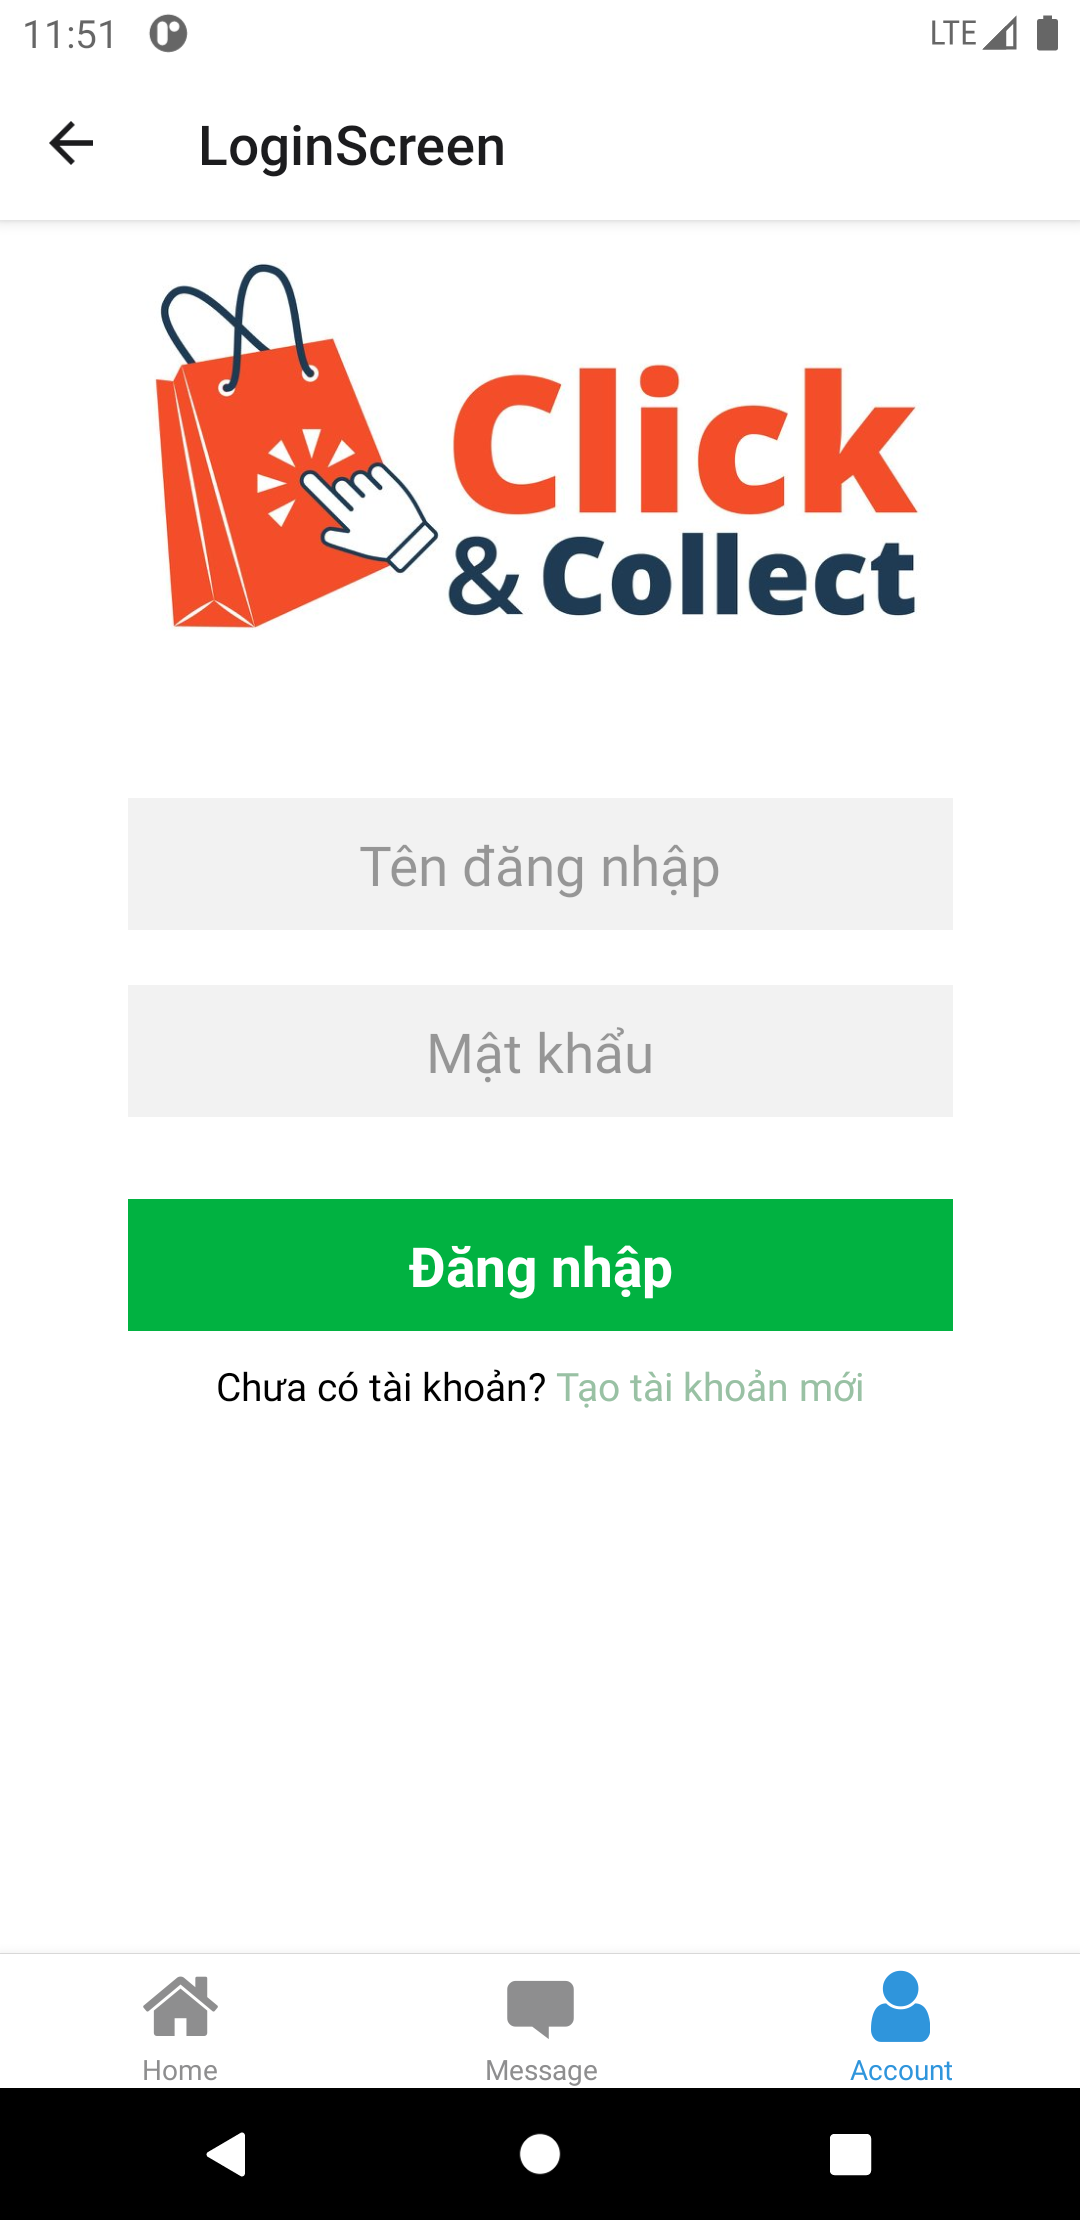 11:51 LTE
LoginScreen
Click
& Collect
Tên đăng nhập
Mật khẩu
Đăng nhập
Chưa có tài khoản? Tạo tài khoản mới
Home Message Account